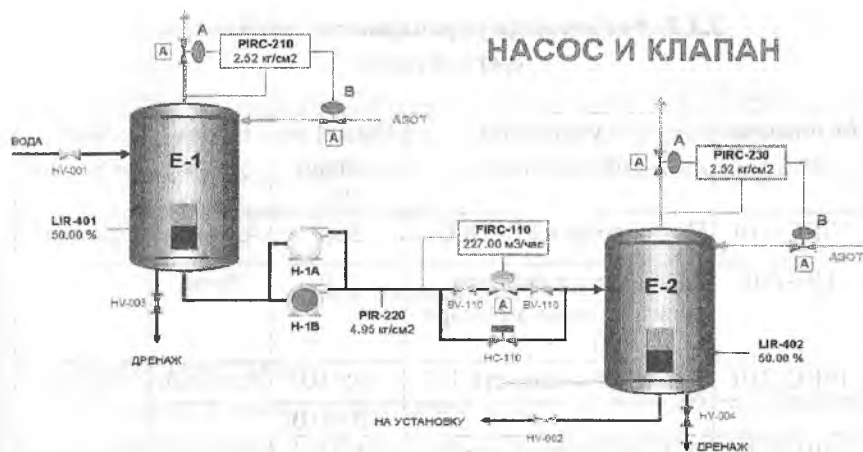 НАСОС И КЛАПАН
A
A
PIRC-210
2.52 кг/см2
B
A
АЗОТ
ВОДА
HV-001
E-1
LIR-401
50.00 %
HV-003
ДРЕНАЖ
H-1A
H-1B
PIR-220
4.95 кг/см2
FIRC-110
227.00 м3/час
BV-110
A
BV-110
HC-110
A
A
PIRC-230
2.52 кг/см2
B
A
АЗОТ
E-2
LIR-402
50.00 %
НА УСТАНОВКУ
HV-002
HV-004
ДРЕНАЖ